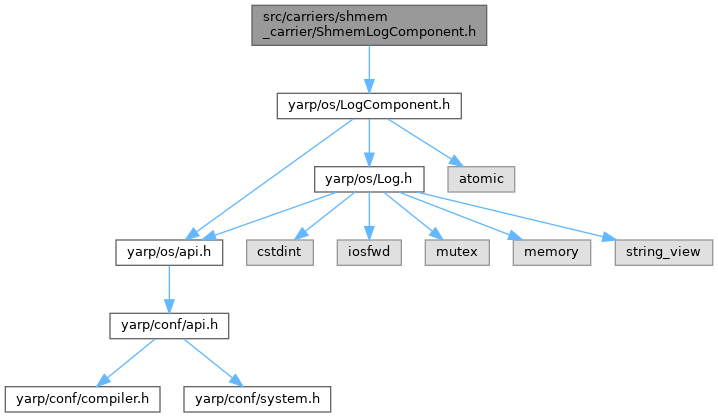 src/carriers/shmem
_carrier/ShmemLogComponent.h
yarp/os/LogComponent.h
yarp/os/Log.h
atomic
yarp/os/api.h
cstdint
iosfwd
mutex
memory
string_view
yarp/conf/api.h
yarp/conf/compiler.h
yarp/conf/system.h